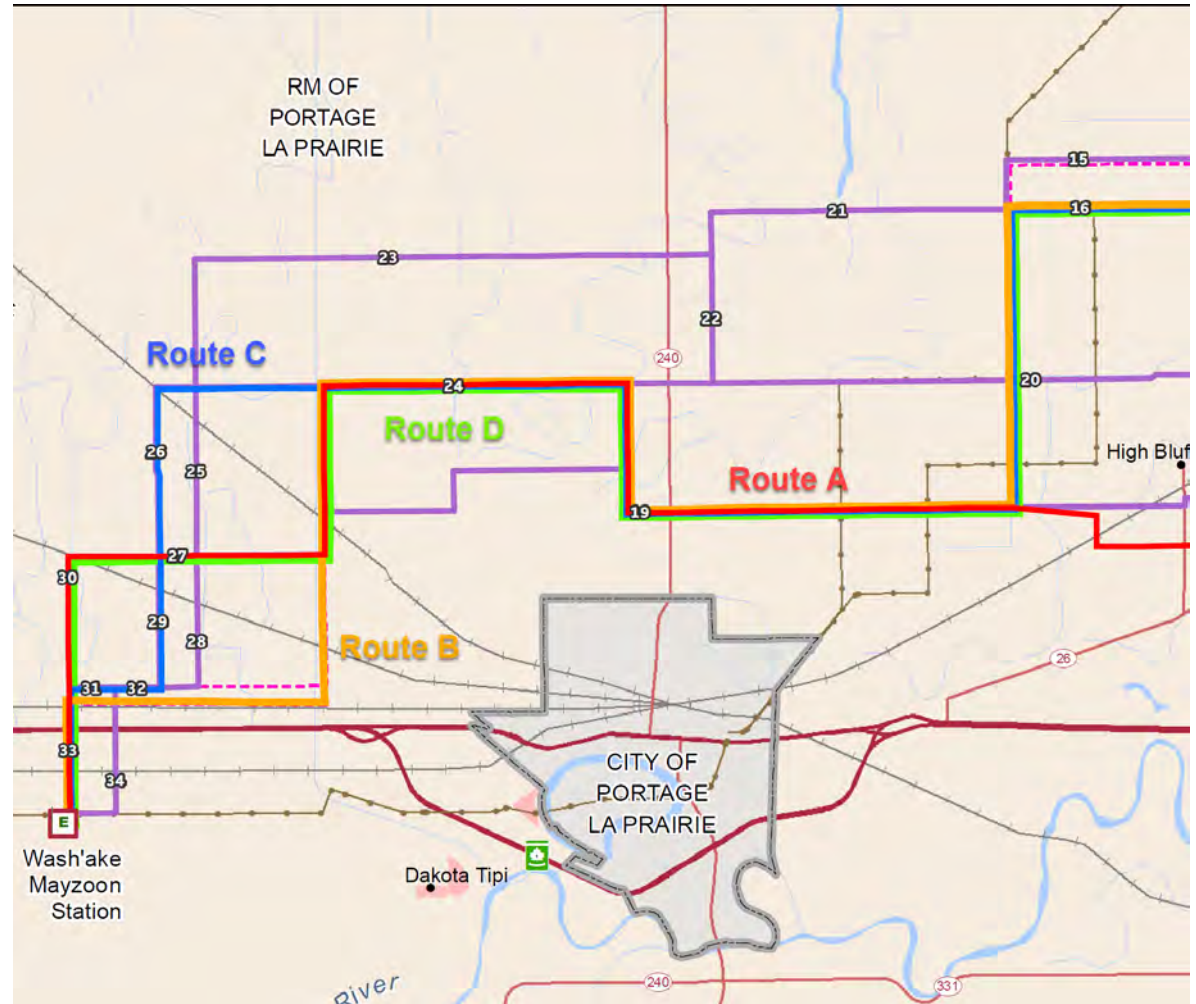 RM OF
PORTAGE
LA PRAIRIE
15
16
21
23
22
Route C
240
20
24
Route D
26
25
High Bluf
Route A
19
27
30
29
28
Route B
31
32
26
33
34
CITY OF
PORTAGE
LA PRAIRIE
E
Wash'ake
Mayzoon
Station
Dakota Tipi
River
240
331